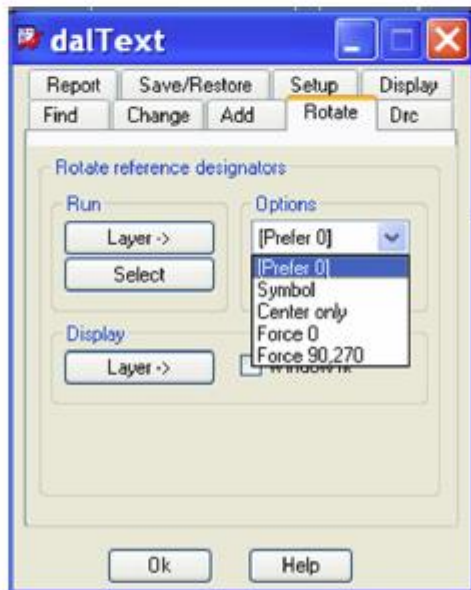 dalText
Report Save/Restore Setup Display
Find Change Add Rotate Drc
Rotate reference designators
Run Options
Layer -> [Prefer 0]
Select [Prefer 0]
Symbol
Center only
Force 0
Display Force 90,270
Layer ->
Ok Help